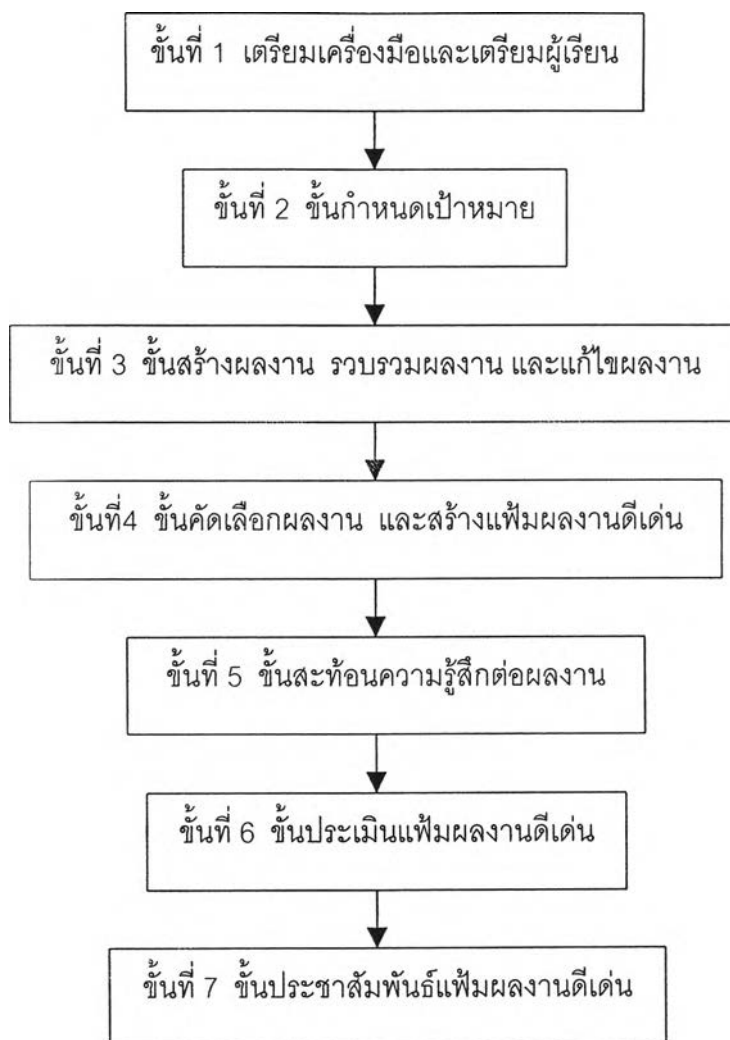 ขั้นที่ 1 เตรียมเครื่องมือและเตรียมผู้เรียน
ขั้นที่ 2 ขั้นกำหนดเป้าหมาย
ขั้นที่ 3 ขั้นสร้างผลงาน รวบรวมผลงาน และแก้ไขผลงาน
ขั้นที่4 ขั้นคัดเลือกผลงาน และสร้างแฟ้มผลงานดีเด่น
ขั้นที่ 5 ขั้นสะท้อนความรู้สึกต่อผลงาน
ขั้นที่ 6 ขั้นประเมินแฟ้มผลงานดีเด่น
ขั้นที่ 7 ขั้นประชาสัมพันธ์แฟ้มผลงานดีเด่น